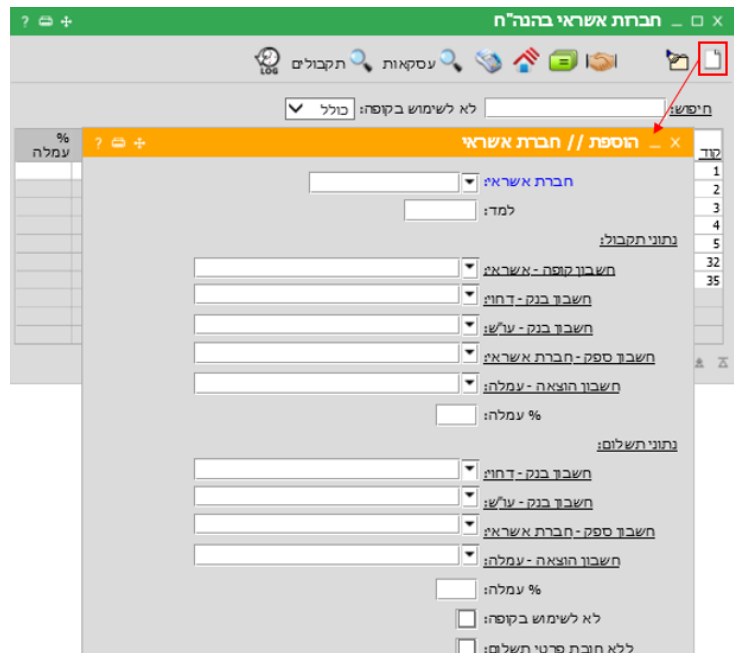 חברות אשראי בהנה"ח
עסקאות תקבולים LOG
חיפוש: לא לשימוש בקופה: כולל
קוד % עמלה
הוספת // חברת אשראי
1
2
3
4
5
32
35
חברת אשראי:
למד:
נתוני תקבול:
חשבון קופה - אשראי:
חשבון בנק - דחוי:
חשבון בנק - עו"ש:
חשבון ספק - חברת אשראי:
חשבון הוצאה - עמלה:
% עמלה:
נתוני תשלום:
חשבון בנק - דחוי:
חשבון בנק - עו"ש:
חשבון ספק - חברת אשראי:
חשבון הוצאה - עמלה:
% עמלה:
לא לשימוש בקופה:
ללא חובת פרטי תשלום: